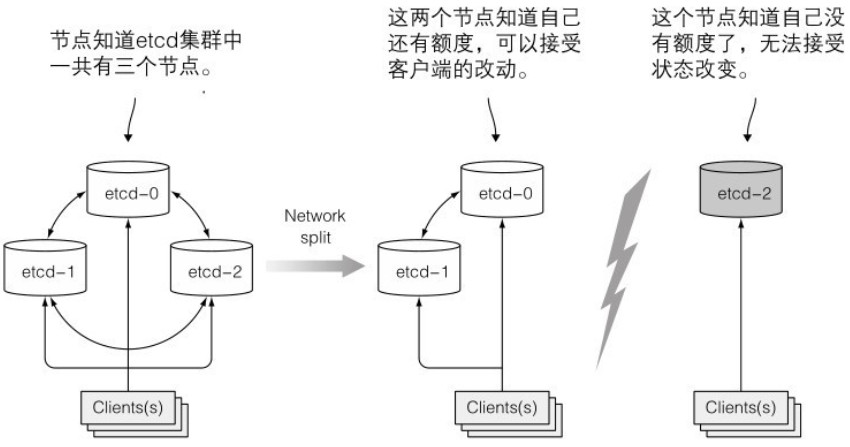 节点知道etcd集群中
一共有三个节点。
这两个节点知道自己
还有额度，可以接受
客户端的改动。
这个节点知道自己没
有额度了，无法接受
状态改变。
etcd-0
etcd-1
etcd-2
Clients(s)
Network
split
etcd-0
etcd-1
Clients(s)
etcd-2
Clients(s)